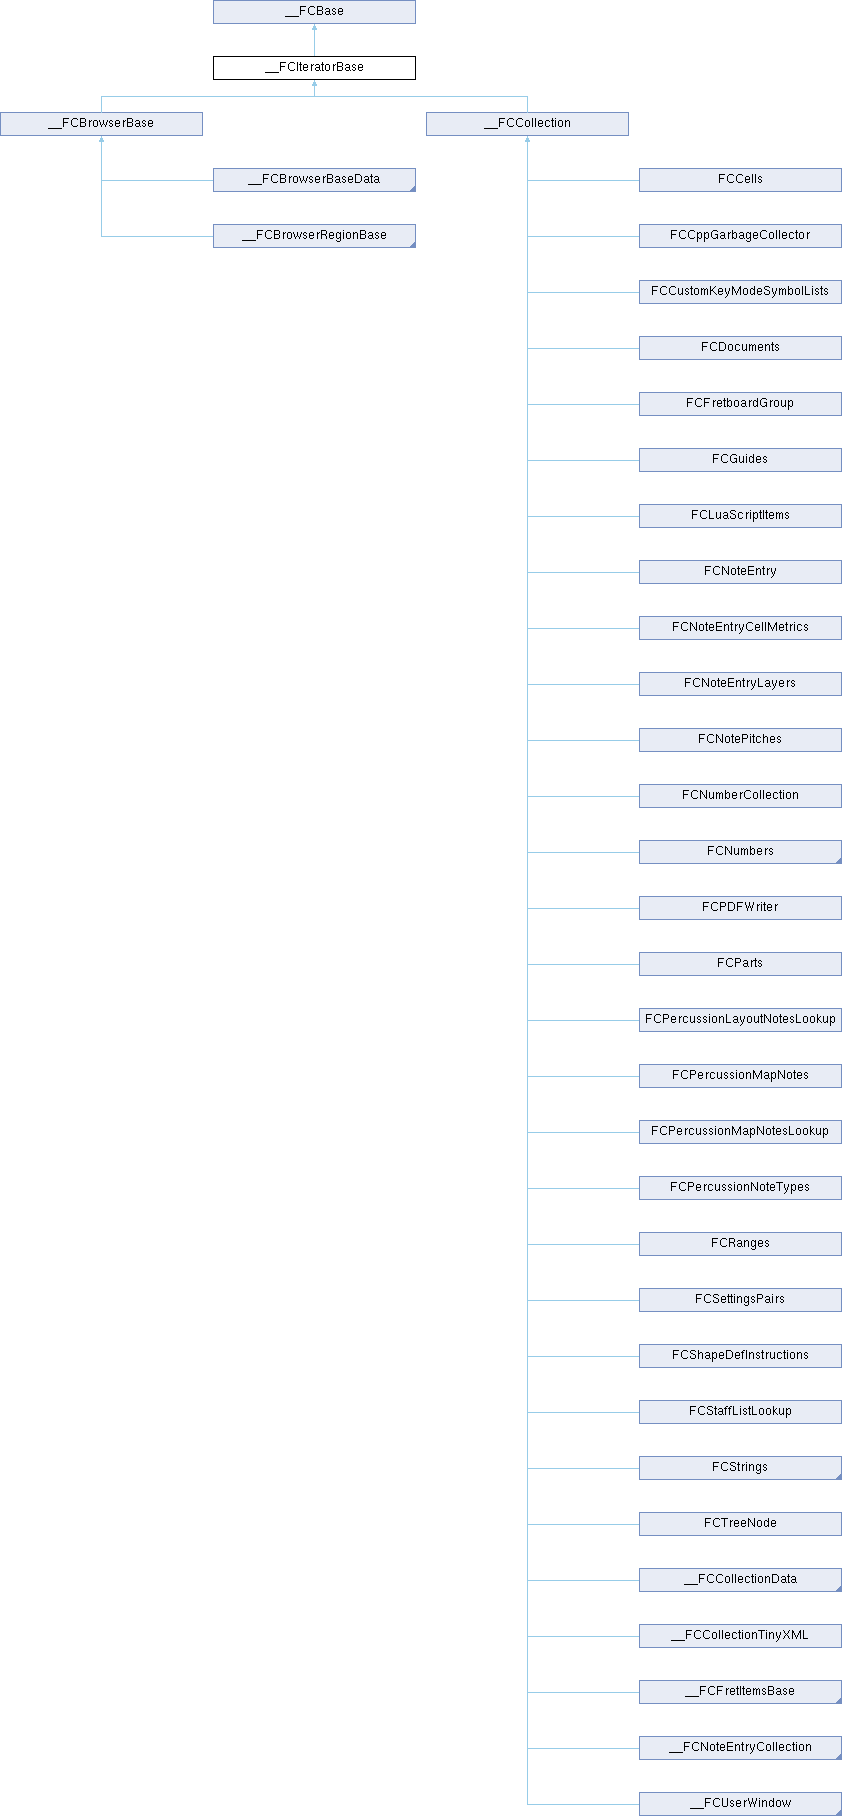 __FCBase
__FCIteratorBase
__FCBrowserBase
__FCCollection
__FCBrowserBaseData
FCCells
__FCBrowserRegionBase
FCCppGarbageCollector
FCCustomKeyModeSymbolLists
FCDocuments
FCFretboardGroup
FCGuides
FCLuaScriptItems
FCNoteEntry
FCNoteEntryCellMetrics
FCNoteEntryLayers
FCNotePitches
FCNumberCollection
FCNumbers
FCPDFWriter
FCParts
FCPercussionLayoutNotesLookup
FCPercussionMapNotes
FCPercussionMapNotesLookup
FCPercussionNoteTypes
FCRanges
FCSettingsPairs
FCShapeDefInstructions
FCStaffListLookup
FCStrings
FCTreeNode
__FCCollectionData
__FCCollectionTinyXML
__FCFretItemsBase
__FCNoteEntryCollection
__FCUserWindow